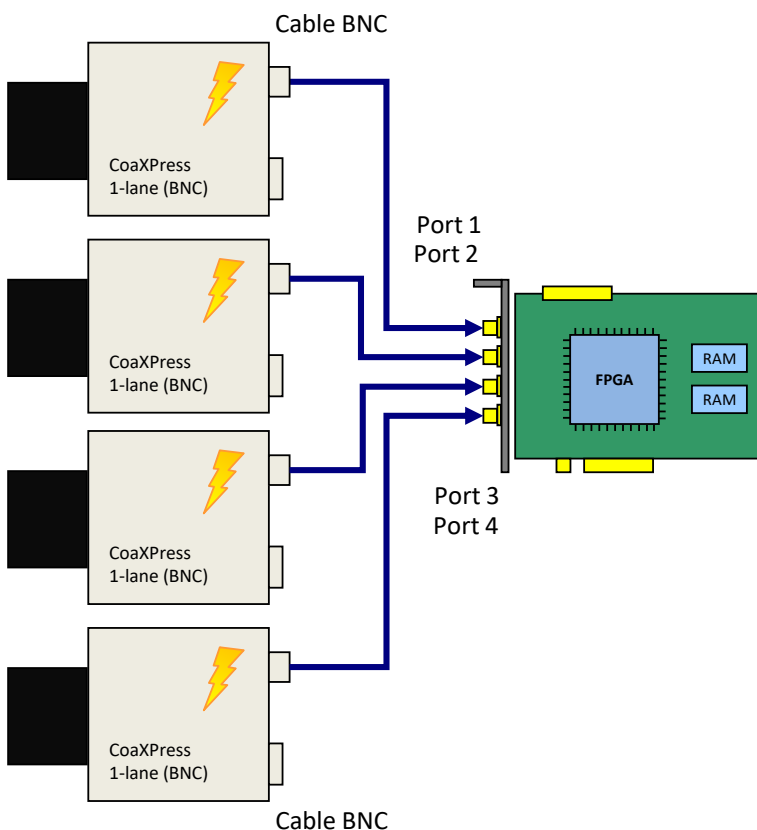 Cable BNC
CoaXPress
1-lane (BNC)
Port 1
Port 2
CoaXPress
1-lane (BNC)
FPGA
RAM
RAM
CoaXPress
1-lane (BNC)
Port 3
Port 4
CoaXPress
1-lane (BNC)
Cable BNC